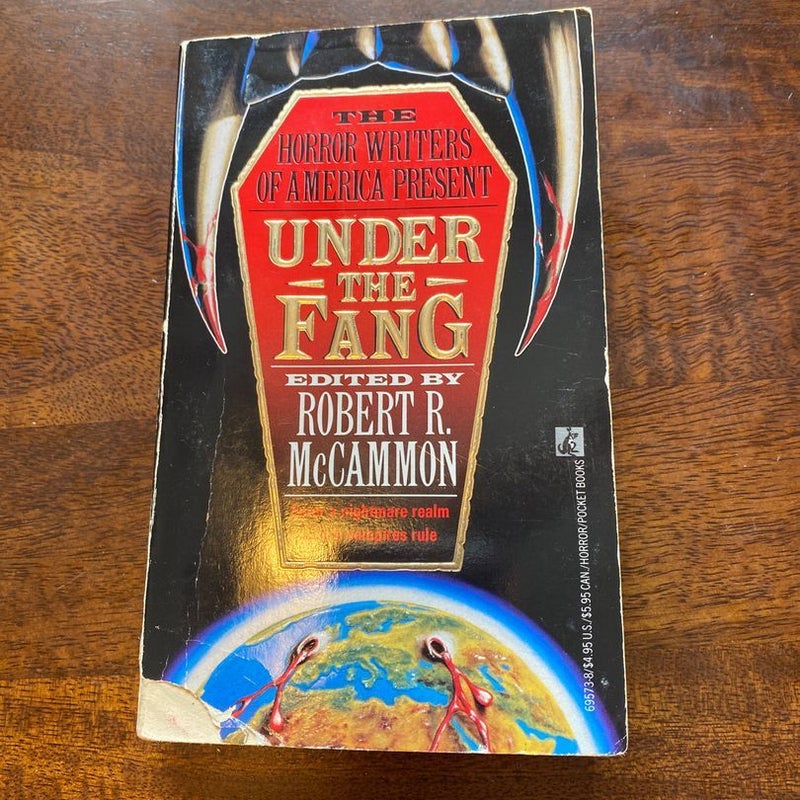 THE
HORROR WRITERS
OF AMERICA PRESENT
UNDER
THE
FANG
EDITED BY
ROBERT R.
McCAMMON
a nightmare realm
vampires rule
69573-8/$4.95 U.S./$5.95 CAN./HORROR/POCKET BOOKS